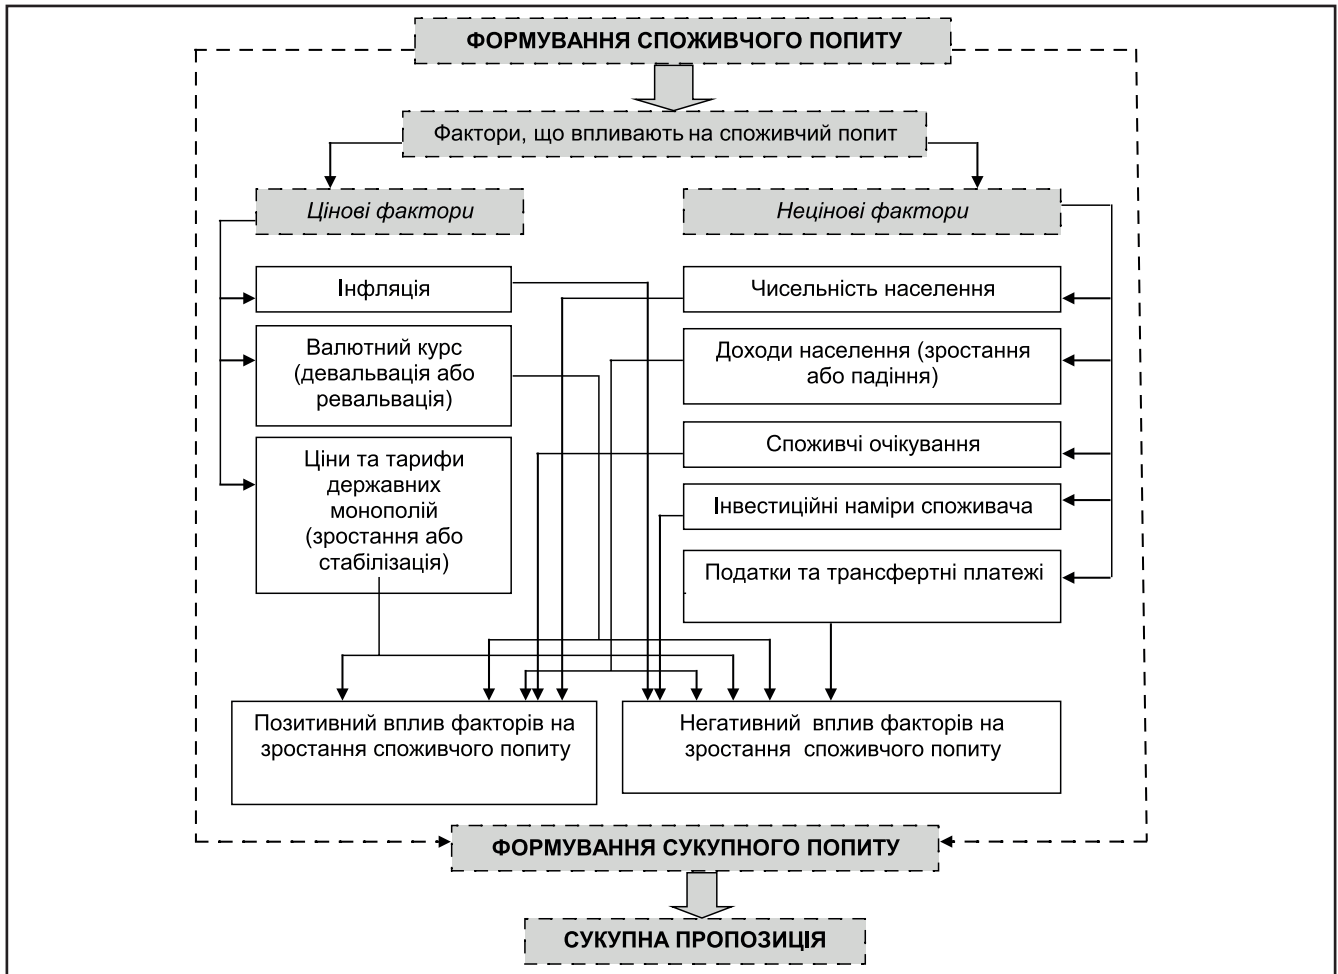 ФОРМУВАННЯ СПОЖИВЧОГО ПОПИТУ
Фактори, що впливають на споживчий попит
Цінові фактори
Нецінові фактори
Інфляція
Валютний курс
(девальвація або
ревальвація)
Ціни та тарифи
державних
монополій
(зростання або
стабілізація)
Чисельність населення
Доходи населення (зростання
або падіння)
Споживчі очікування
Інвестиційні наміри споживача
Податки та трансфертні платежі
Позитивний вплив факторів на
зростання споживчого попиту
Негативний вплив факторів на
зростання споживчого попиту
ФОРМУВАННЯ СУКУПНОГО ПОПИТУ
СУКУПНА ПРОПОЗИЦІЯ